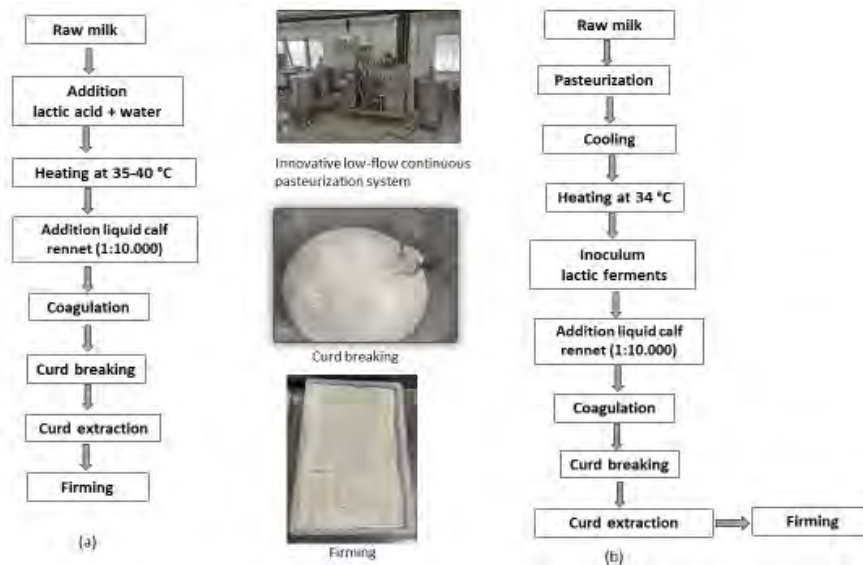 Raw milk
Addition
lactic acid + water
Heating at 35-40 °C
Addition liquid calf
rennet (1:10.000)
Coagulation
Curd breaking
Curd extraction
Firming
(a)
Innovative low-flow continuous
pasteurization system
Curd breaking
Firming
Raw milk
Pasteurization
Cooling
Heating at 34 °C
Inoculum
lactic ferments
Addition liquid calf
rennet (1:10.000)
Coagulation
Curd breaking
Curd extraction
Firming
(b)